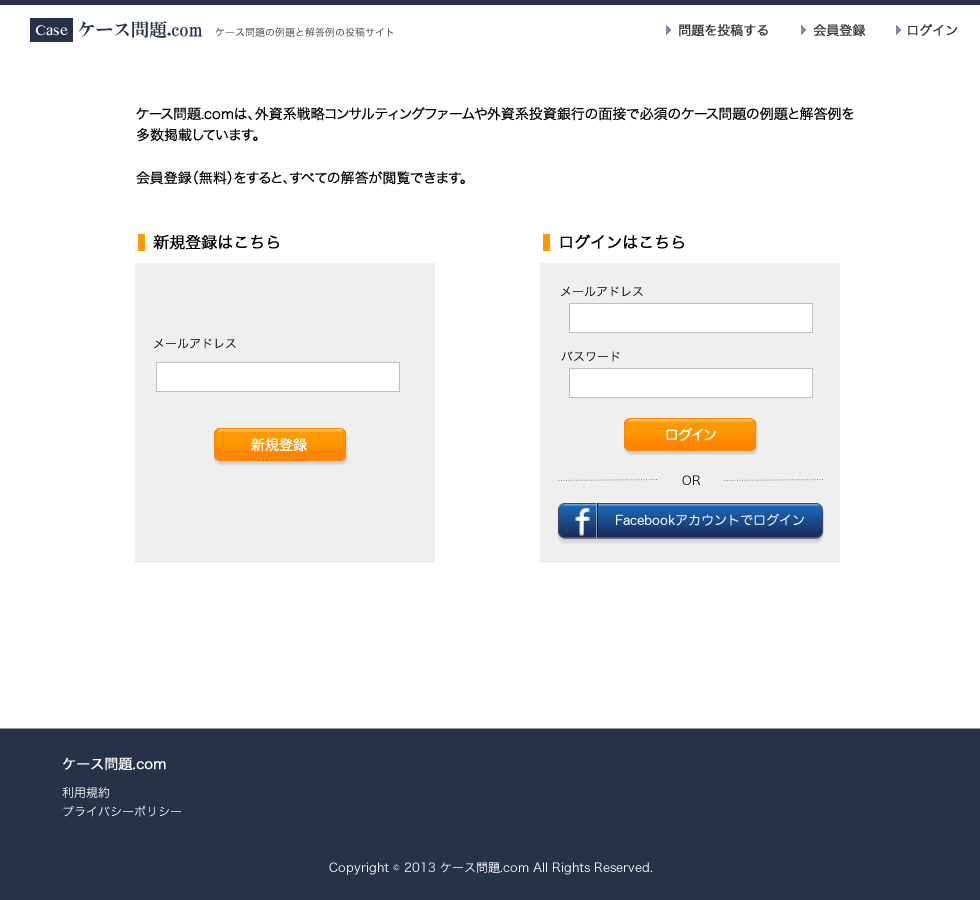 Case ケース問題.com ケース問題の例題と解答例の投稿サイト 問題を投稿する 会員登録 ログイン
ケース問題.comは、外資系戦略コンサルティングファームや外資系投資銀行の面接で必須のケース問題の例題と解答例を
多数掲載しています。
会員登録（無料）をすると、すべての解答が閲覧できます。
新規登録はこちら
メールアドレス
新規登録
ログインはこちら
メールアドレス
パスワード
ログイン
OR
f Facebookアカウントでログイン
ケース問題.com
利用規約
プライバシーポリシー
Copyright © 2013 ケース問題.com All Rights Reserved.